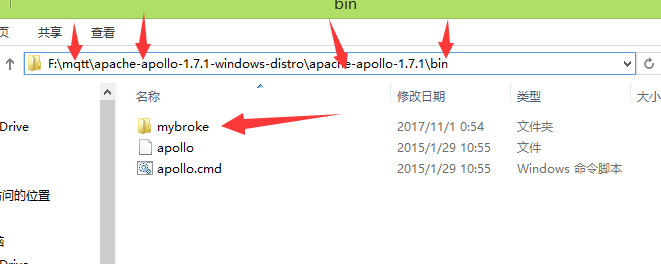 bin
共享 查看
F:\mqtt\apache-apollo-1.7.1-windows-distro\apache-apollo-1.7.1\bin
名称 修改日期 类型 大小
Drive mybroke 2017/11/1 0:54 文件夹
apollo 2015/1/29 10:55 文件
apollo.cmd 2015/1/29 10:55 Windows 命令脚本
问的位置
Drive